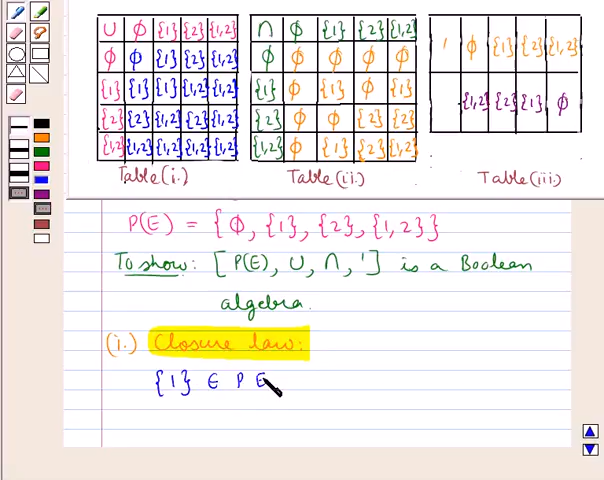 ∪ ϕ {1} {2} {1,2}
ϕ ϕ {1} {2} {1,2}
{1} {1} {1} {1,2} {1,2}
{2} {2} {1,2} {2} {1,2}
{1,2} {1,2} {1,2} {1,2} {1,2}
Table (i.)
∩ ϕ {1} {2} {1,2}
ϕ ϕ ϕ ϕ ϕ
{1} ϕ {1} ϕ {1}
{2} ϕ ϕ {2} {2}
{1,2} ϕ {1} {2} {1,2}
Table (ii.)
' ϕ {1} {2} {1,2}
{1,2} {2} {1} ϕ
Table (iii.)
P(E) = { ϕ, {1}, {2}, {1,2} }
To show: [ P(E), ∪, ∩, ' ] is a Boolean
algebra.
(i.) Closure law:
{1} ∈ P E